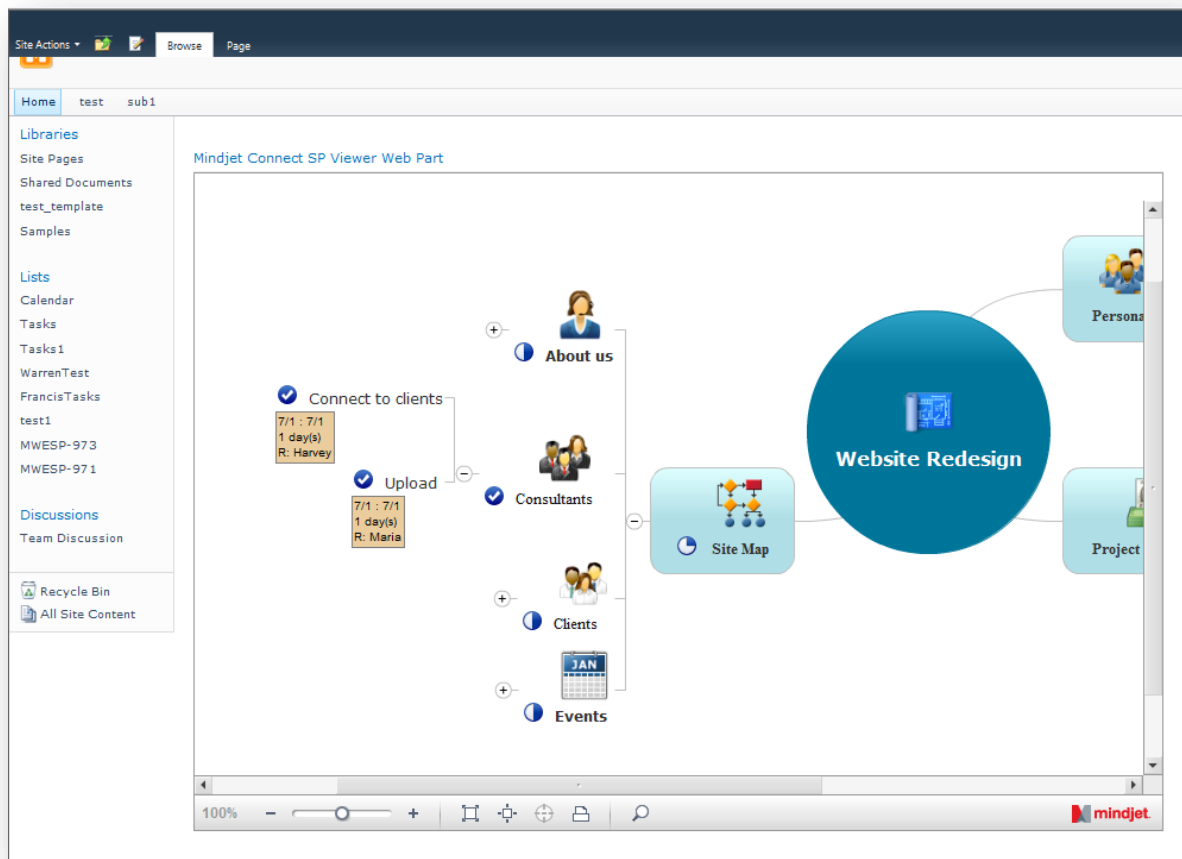 Site Actions
Browse
Page
Home
test
sub1
Libraries
Site Pages
Shared Documents
test_template
Samples
Lists
Calendar
Tasks
Tasks1
WarrenTest
FrancisTasks
test1
MWESP-973
MWESP-971
Discussions
Team Discussion
Recycle Bin
All Site Content
Mindjet Connect SP Viewer Web Part
About us
Connect to clients
7/1 : 7/1
1 day(s)
R: Harvey
Upload
7/1 : 7/1
1 day(s)
R: Maria
Consultants
Clients
JAN
Events
Site Map
Website Redesign
Persona
Project
100%
mindjet.